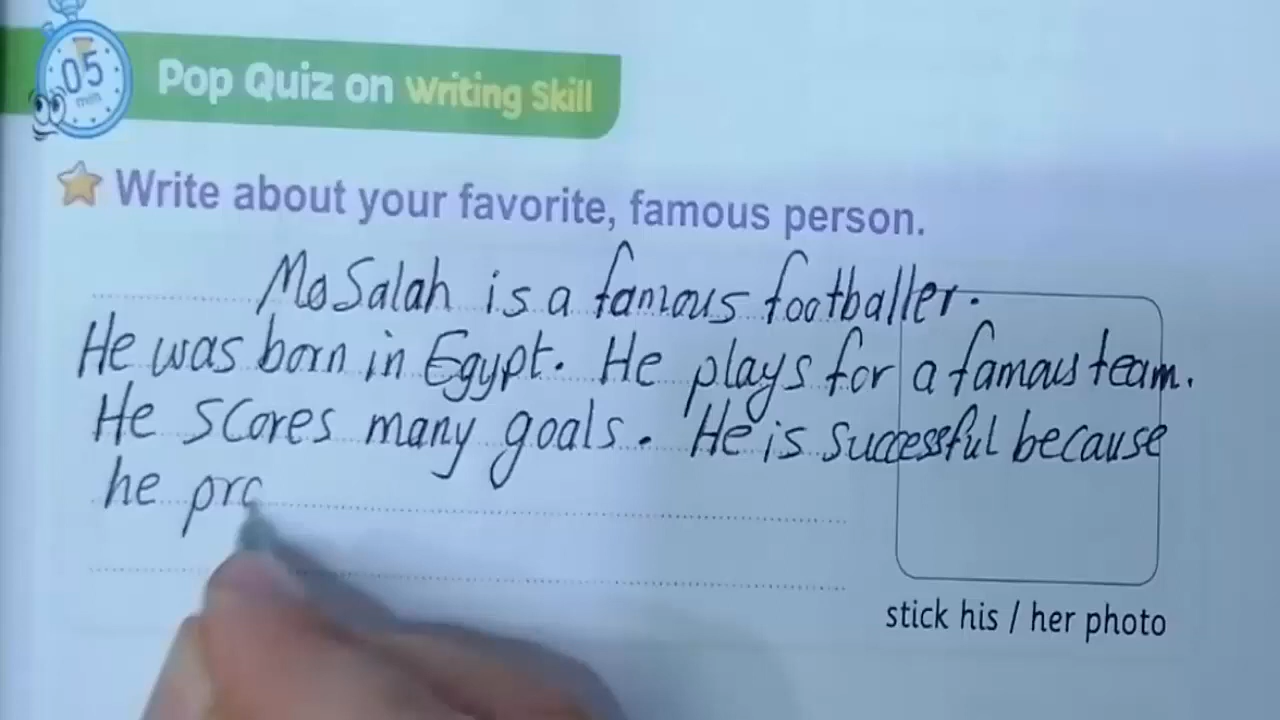 05
min
Pop Quiz on Writing Skill
Write about your favorite, famous person.
Mo Salah is a famous footballer.
He was born in Egypt. He plays for a famous team.
He scores many goals. He is successful because
he pra
stick his / her photo